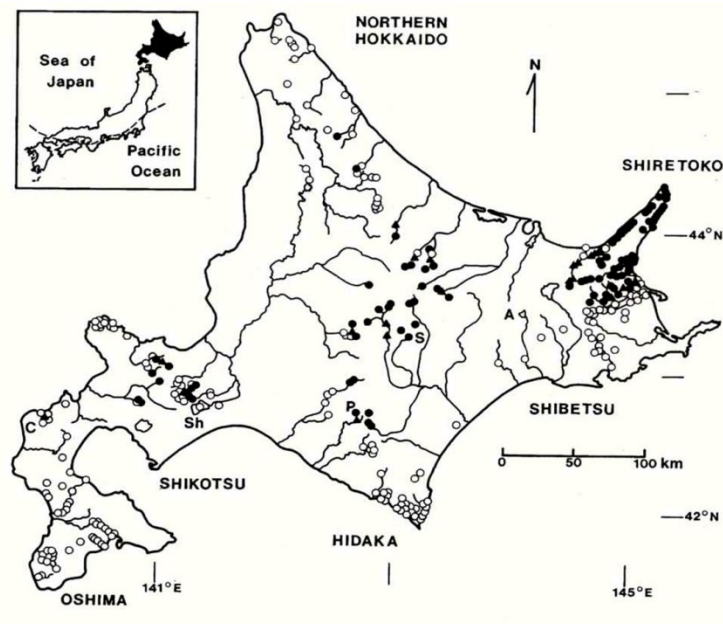 NORTHERN
HOKKAIDO
Sea of
Japan
Pacific
Ocean
N
SHIRETOKO
44°N
A
S
C
Sh
P
SHIBETSU
0 50 100 km
SHIKOTSU
42°N
HIDAKA
141°E
145°E
OSHIMA